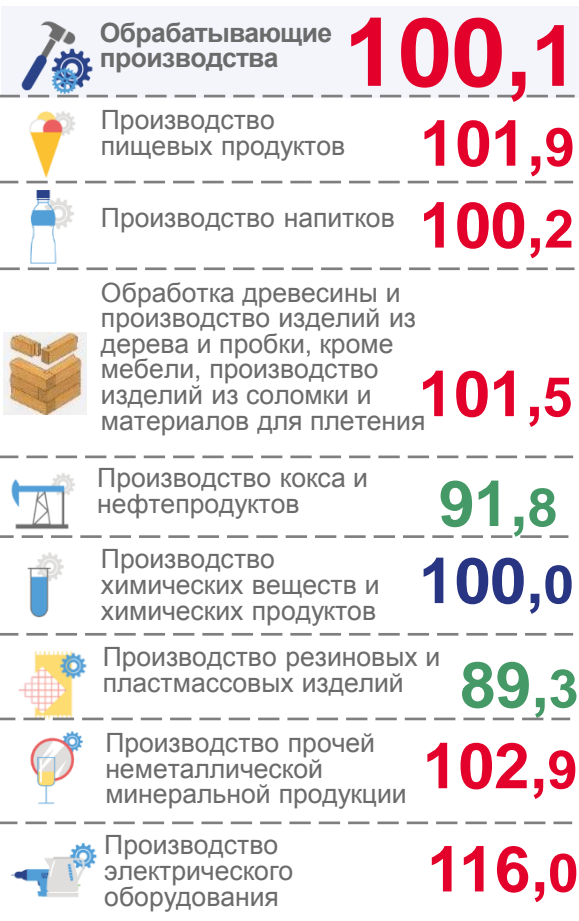 Обрабатывающие
производства
100,1
Производство
пищевых продуктов
101,9
Производство напитков
100,2
Обработка древесины и
производство изделий из
дерева и пробки, кроме
мебели, производство
изделий из соломки и
материалов для плетения
101,5
Производство кокса и
нефтепродуктов
91,8
Производство
химических веществ и
химических продуктов
100,0
Производство резиновых и
пластмассовых изделий
89,3
Производство прочей
неметаллической
минеральной продукции
102,9
Производство
электрического
оборудования
116,0